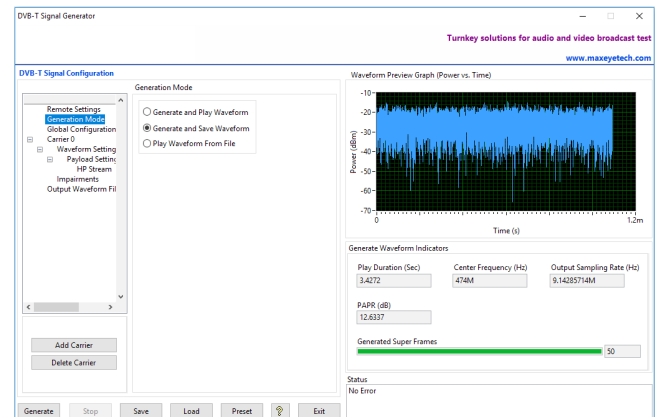 DVB-T Signal Generator
Turnkey solutions for audio and video broadcast test
www.maxeyetech.com
DVB-T Signal Configuration
Generation Mode
Remote Settings
Generation Mode
Global Configuration
Carrier 0
Waveform Setting
Payload Setting
HP Stream
Impairments
Output Waveform Fil
Generate and Play Waveform
Generate and Save Waveform
Play Waveform From File
Add Carrier
Delete Carrier
Generate
Stop
Save
Load
Preset
?
Exit
Waveform Preview Graph (Power vs. Time)
Power (dBm)
-10
-20
-30
-40
-50
-60
-70
0
1.2m
Time (s)
Generate Waveform Indicators
Play Duration (Sec)
Center Frequency (Hz)
Output Sampling Rate (Hz)
3.4272
474M
9.14285714M
PAPR (dB)
12.6337
Generated Super Frames
50
Status
No Error